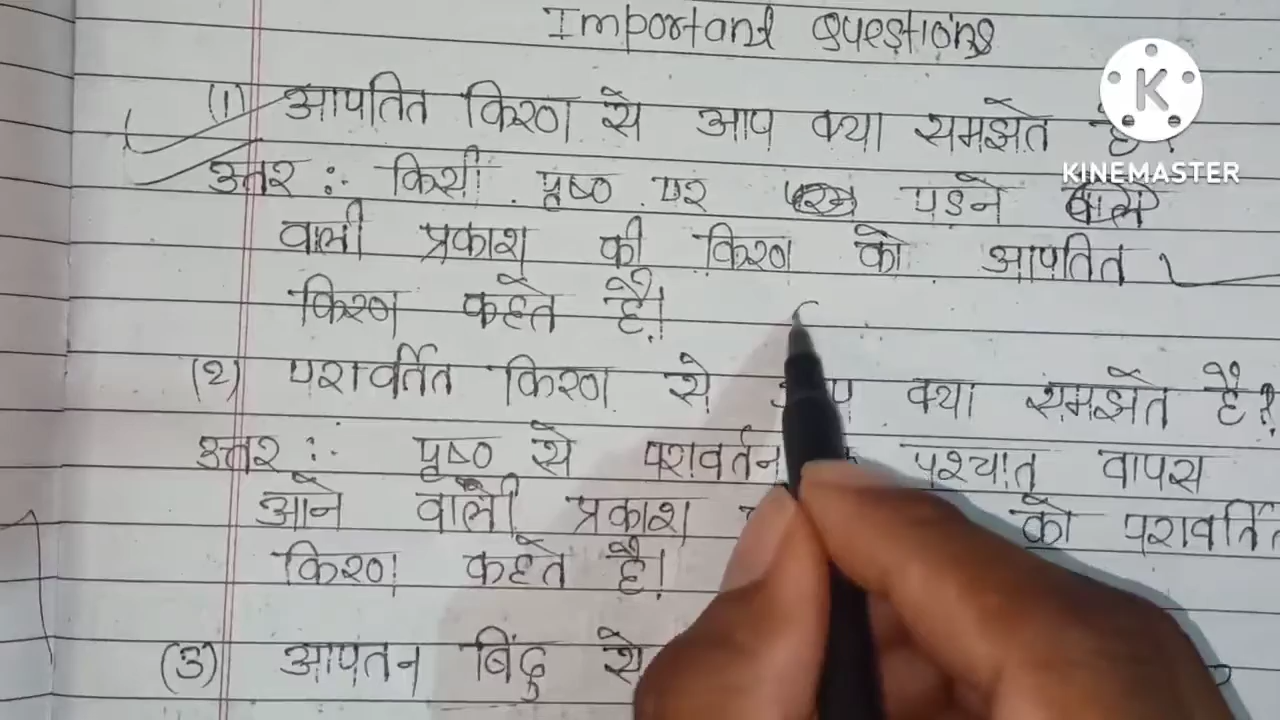 Important Questions
(1) आपतित किरण से आप क्या समझते है ?
उत्तर :- किसी पृष्ठ पर पड़ने वाले
वाली प्रकाश की किरण को आपतित
किरण कहते है।
(2) परावर्तित किरण से आप क्या समझते है ?
उत्तर :- पृष्ठ से परावर्तन पश्चात् वापस
आने वाली प्रकाश को परावर्ति
किरण कहते है।
(3) आपतन बिंदु से
KINEMASTER